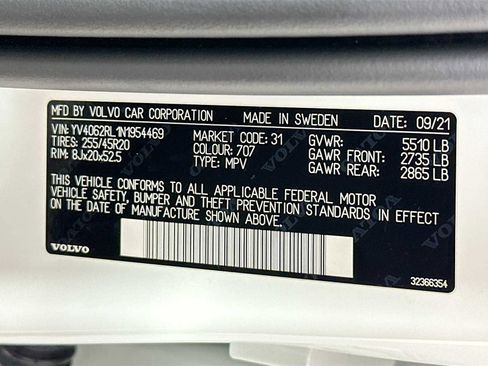 MFD BY VOLVO CAR CORPORATION MADE IN SWEDEN DATE: 09/21
VIN: YV4062RL1N1954469 MARKET CODE: 31 GVWR: 5510 LB
TIRES: 255/45R20 COLOUR: 707 GAWR FRONT: 2735 LB
RIM: 8Jx20x52.5 TYPE: MPV GAWR REAR: 2865 LB
THIS VEHICLE CONFORMS TO ALL APPLICABLE FEDERAL MOTOR
VEHICLE SAFETY, BUMPER AND THEFT PREVENTION STANDARDS IN EFFECT
ON THE DATE OF MANUFACTURE SHOWN ABOVE.
VOLVO
32366354